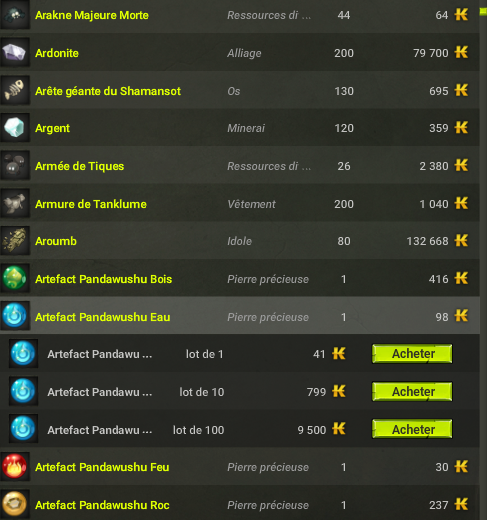 Arakne Majeure Morte Ressources di ... 44 64
Ardonite Alliage 200 79 700
Arête géante du Shamansot Os 130 695
Argent Minerai 120 359
Armée de Tiques Ressources di ... 26 2 380
Armure de Tanklume Vêtement 200 1 040
Aroumb Idole 80 132 668
Artefact Pandawushu Bois Pierre précieuse 1 416
Artefact Pandawushu Eau Pierre précieuse 1 98
Artefact Pandawu ... lot de 1 41 Acheter
Artefact Pandawu ... lot de 10 799 Acheter
Artefact Pandawu ... lot de 100 9 500 Acheter
Artefact Pandawushu Feu Pierre précieuse 1 30
Artefact Pandawushu Roc Pierre précieuse 1 237